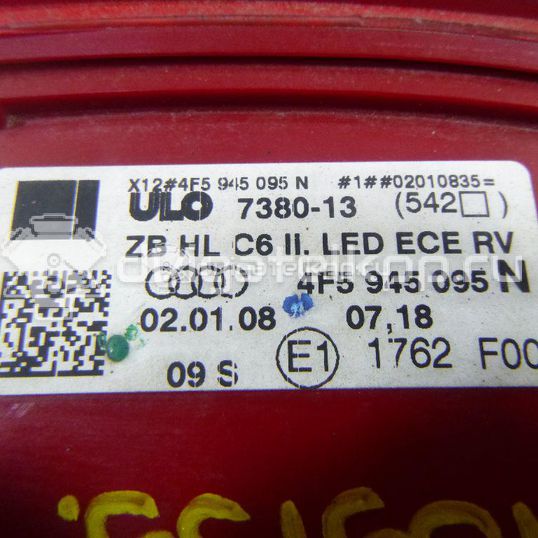 X12#4F5 945 095 N #1##02010835=
ULO 7380-13 (542□)
ZB HL C6 II. LED ECE RV
4F5 945 095 N
02.01.08 07,18
09 S E1 1762 F00